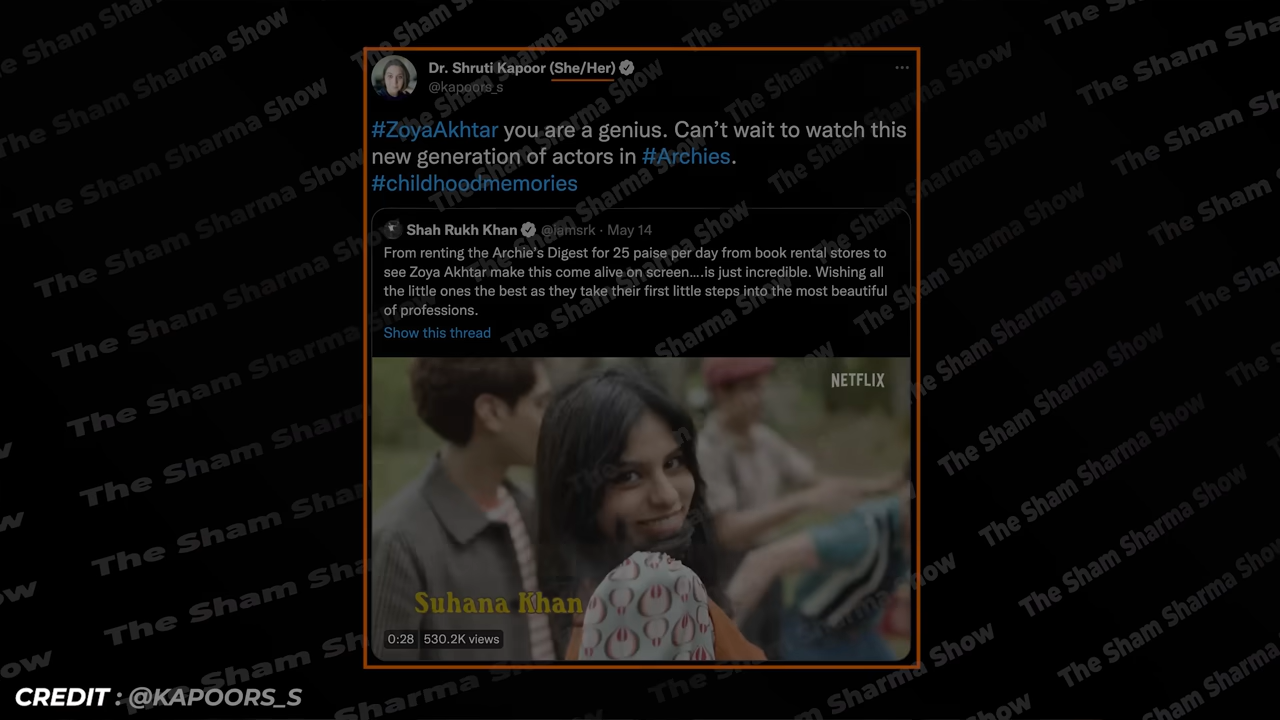 The Sham Sharma Show
Dr. Shruti Kapoor (She/Her)
@kapoors_s
#ZoyaAkhtar you are a genius. Can’t wait to watch this
new generation of actors in #Archies.
#childhoodmemories
Shah Rukh Khan @iamsrk · May 14
From renting the Archie’s Digest for 25 paise per day from book rental stores to
see Zoya Akhtar make this come alive on screen....is just incredible. Wishing all
the little ones the best as they take their first little steps into the most beautiful
of professions.
Show this thread
NETFLIX
Suhana Khan
0:28 530.2K views
CREDIT : @KAPOORS_S